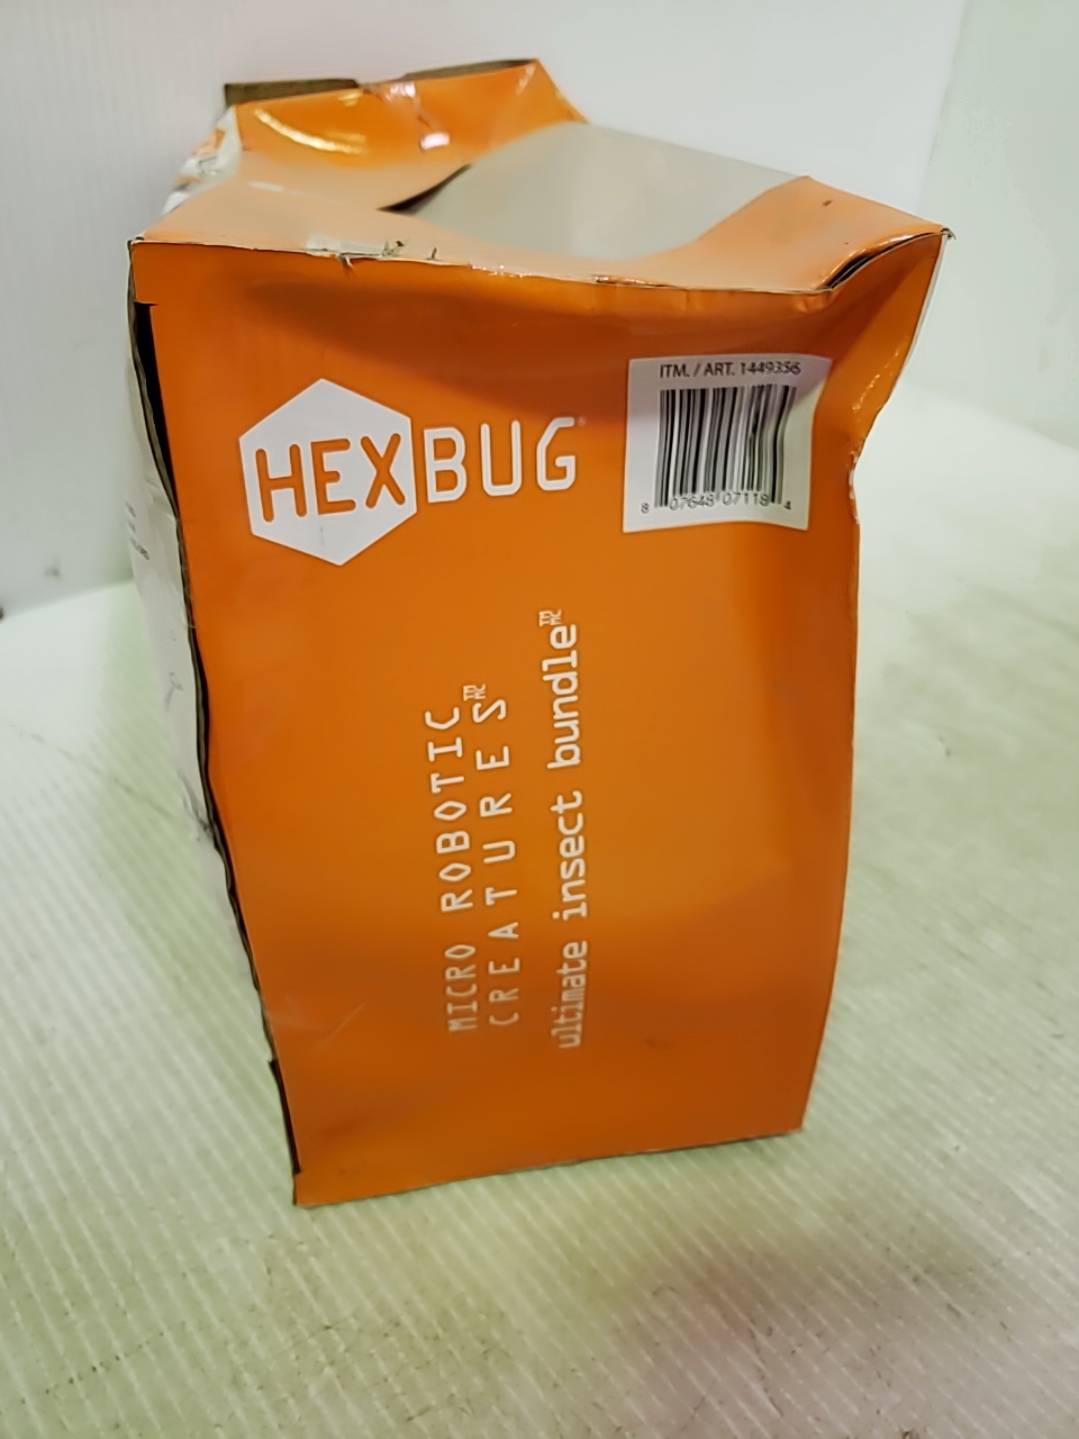 HEXBUG
ITM. / ART. 1449356
8 07648 07118 4
MICRO ROBOTIC
CREATURES™
ultimate insect bundle™